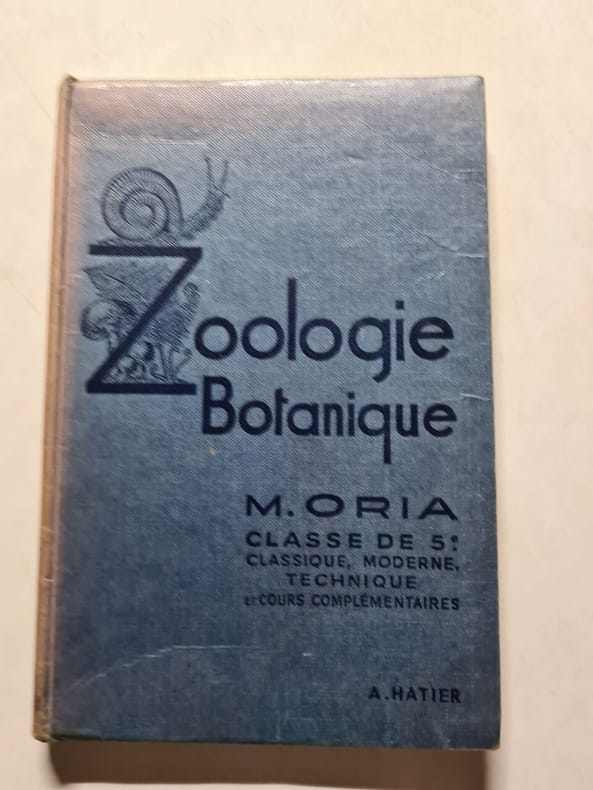 Zoologie
Botanique
M. ORIA
CLASSE DE 5e
CLASSIQUE, MODERNE,
TECHNIQUE
ET COURS COMPLÉMENTAIRES
A. HATIER